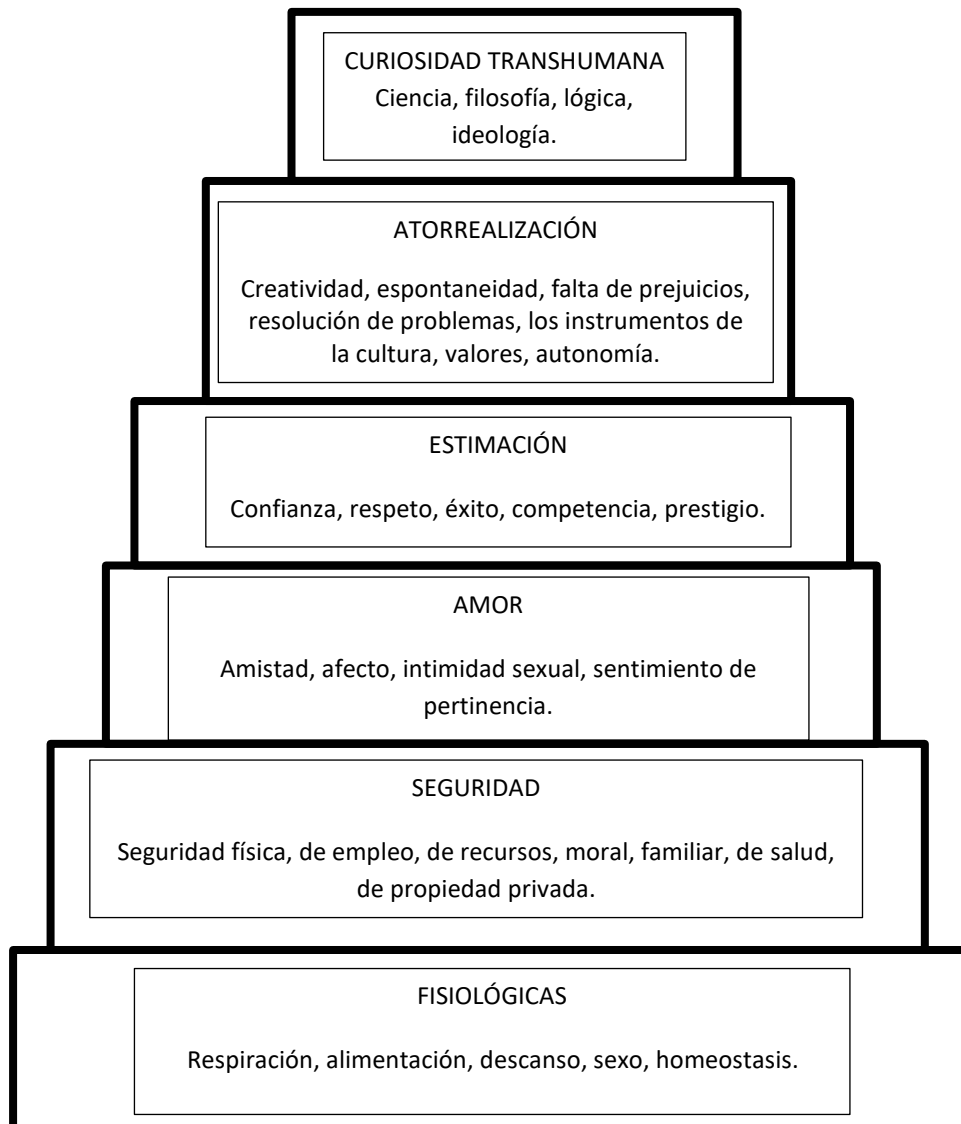 CURIOSIDAD TRANSHUMANA
Ciencia, filosofía, lógica,
ideología.
ATORREALIZACIÓN
Creatividad, espontaneidad, falta de prejuicios,
resolución de problemas, los instrumentos de
la cultura, valores, autonomía.
ESTIMACIÓN
Confianza, respeto, éxito, competencia, prestigio.
AMOR
Amistad, afecto, intimidad sexual, sentimiento de
pertinencia.
SEGURIDAD
Seguridad física, de empleo, de recursos, moral, familiar, de salud,
de propiedad privada.
FISIOLÓGICAS
Respiración, alimentación, descanso, sexo, homeostasis.